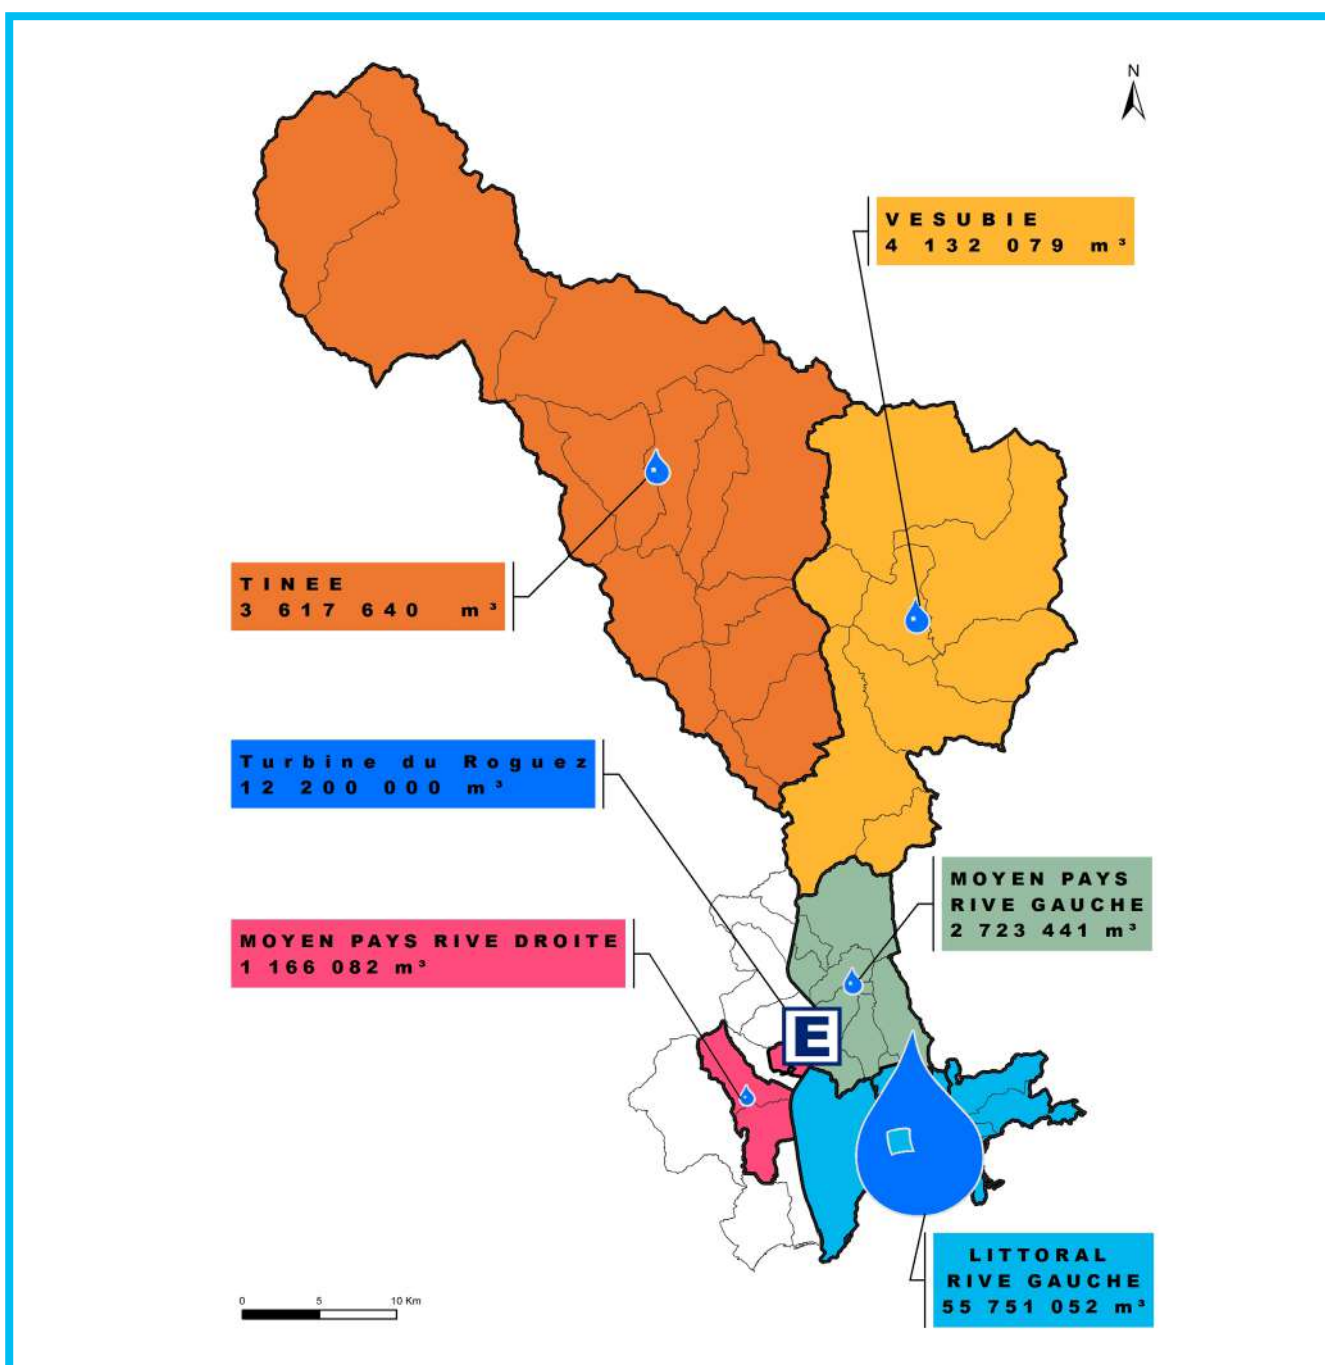 N
VESUBIE
4 132 079 m³
TINEE
3 617 640 m³
Turbine du Roguez
12 200 000 m³
MOYEN PAYS
RIVE GAUCHE
2 723 441 m³
MOYEN PAYS RIVE DROITE
1 166 082 m³
E
LITTORAL
RIVE GAUCHE
55 751 052 m³
0 5 10 Km